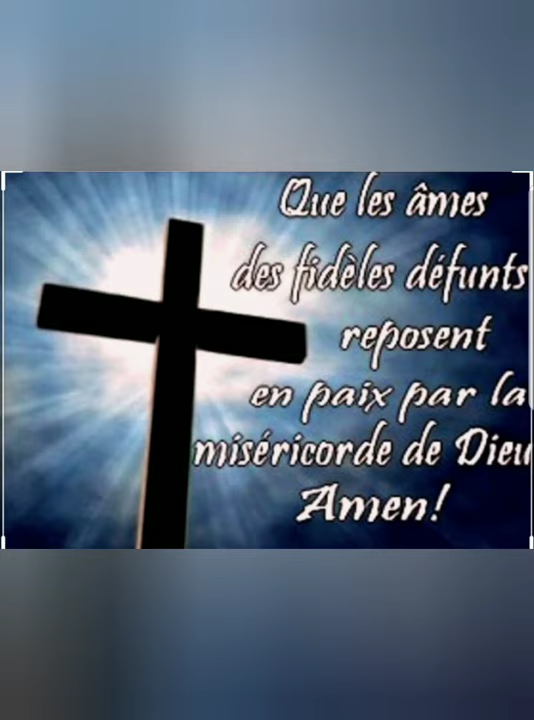 Que les âmes
des fidèles défunts
reposent
en paix par la
miséricorde de Dieu
Amen!